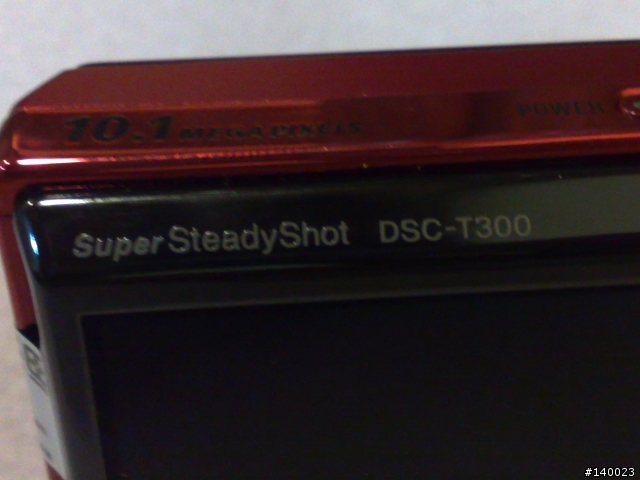 10.1 MEGA PIXELS
POWER
Super SteadyShot DSC-T300
#140023